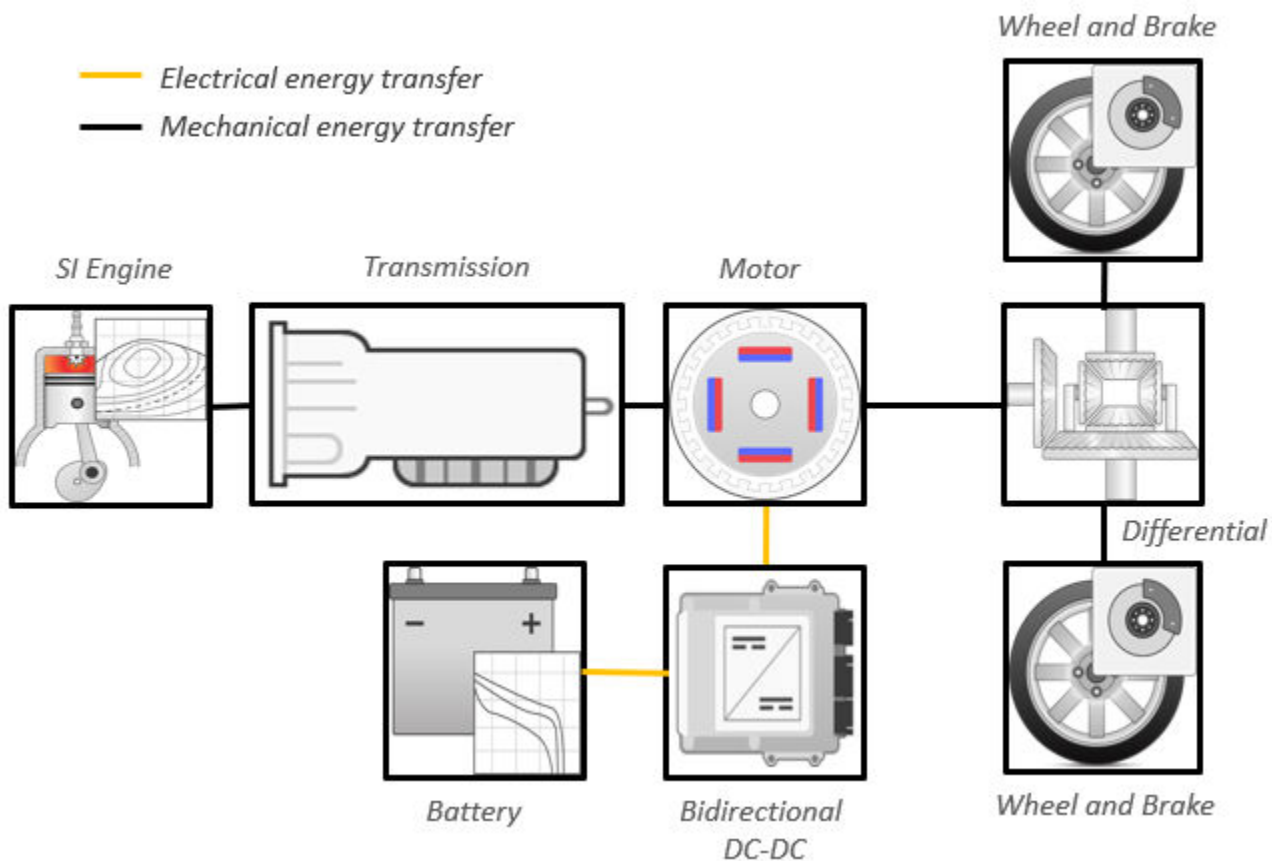 Wheel and Brake
Electrical energy transfer
Mechanical energy transfer
SI Engine
Transmission
Motor
Differential
- +
Battery
Bidirectional
DC-DC
Wheel and Brake